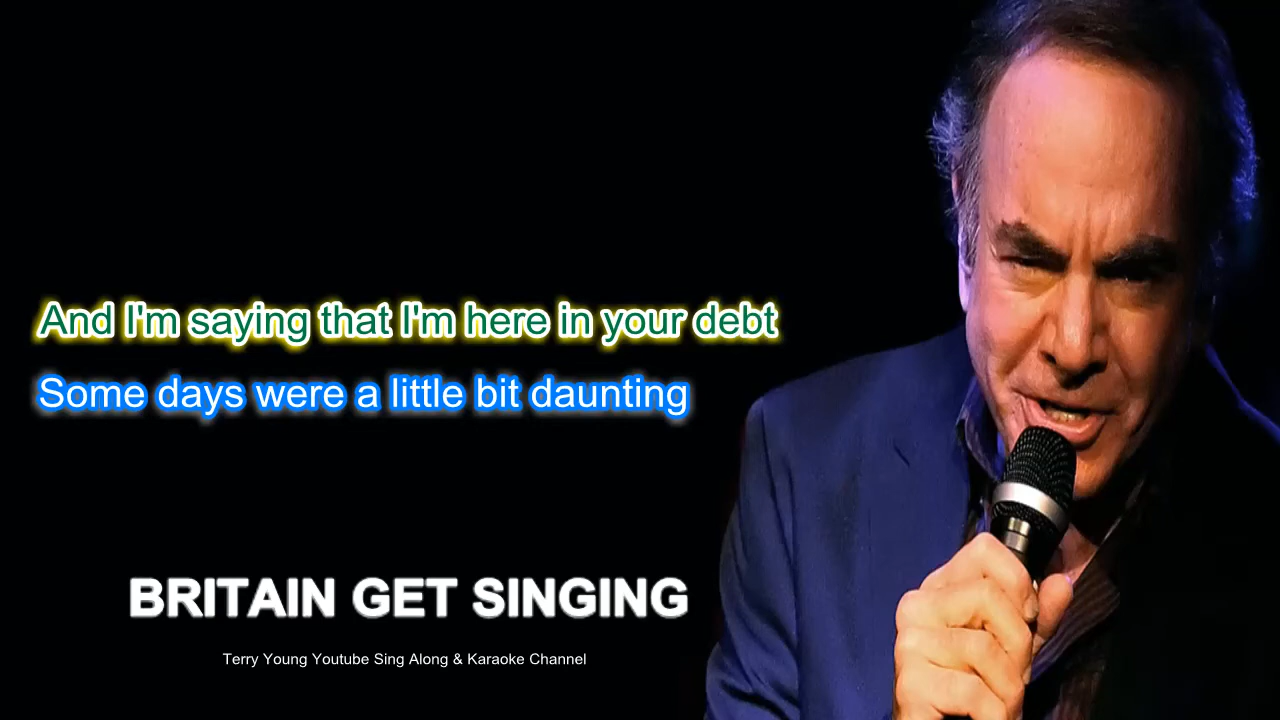 And I'm saying that I'm here in your debt
Some days were a little bit daunting
BRITAIN GET SINGING
Terry Young Youtube Sing Along & Karaoke Channel